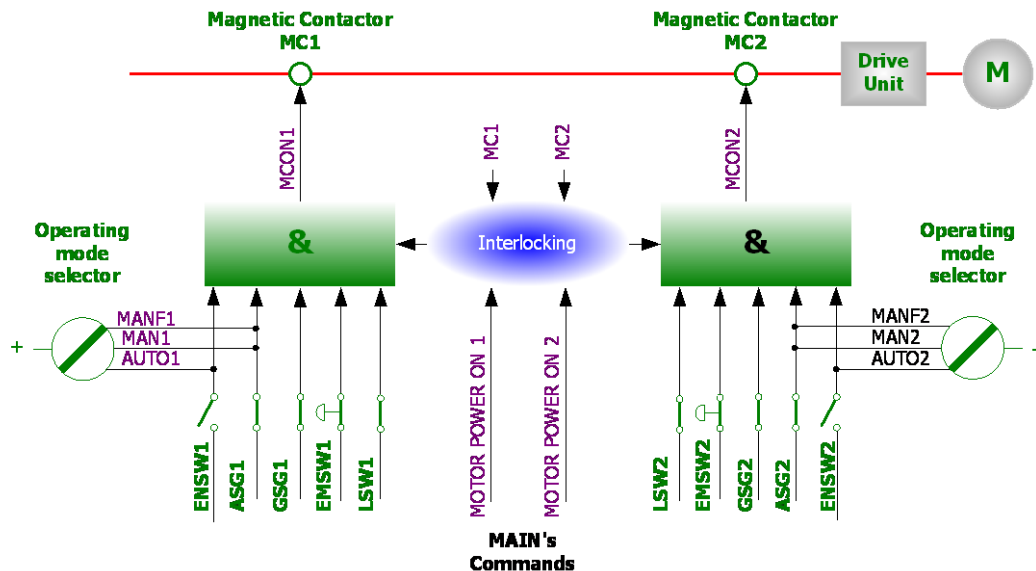 Magnetic Contactor
MC1
Magnetic Contactor
MC2
Drive
Unit
M
MCON1
MC1
MC2
MCON2
Operating
mode
selector
&
Interlocking
&
Operating
mode
selector
+
MANF1
MAN1
AUTO1
MANF2
MAN2
AUTO2
-
ENSW1
ASG1
GSG1
EMSW1
LSW1
MOTOR POWER ON 1
MOTOR POWER ON 2
LSW2
EMSW2
GSG2
ASG2
ENSW2
MAIN's
Commands